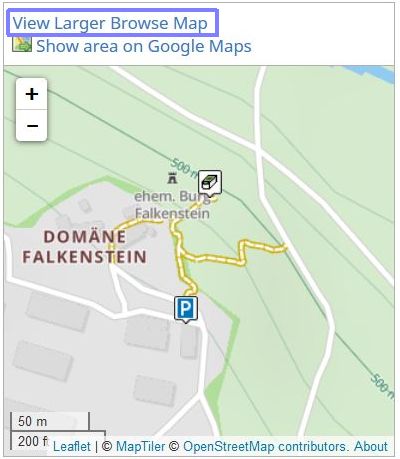 View Larger Browse Map
Show area on Google Maps
+
−
500 m
ehem. Burg
Falkenstein
DOMÄNE
FALKENSTEIN
P
500 m
50 m
200 ft
Leaflet | © MapTiler © OpenStreetMap contributors. About